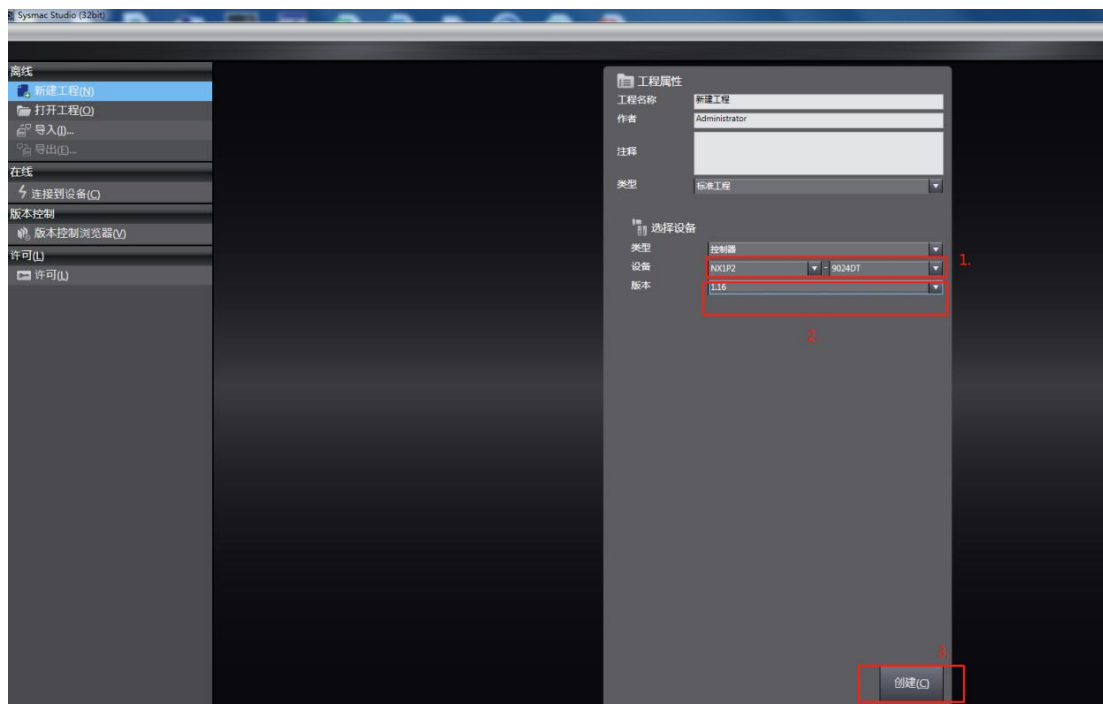 Sysmac Studio (32bit)
离线
新建工程(N)
打开工程(O)
导入(I)...
导出(E)...
在线
连接到设备(C)
版本控制
版本控制浏览器(V)
许可(L)
许可(L)
工程属性
工程名称 新建工程
作者 Administrator
注释
类型 标准工程
选择设备
类型 控制器
设备 NX1P2 - 9024DT 1.
版本 1.16
2.
3.
创建(C)